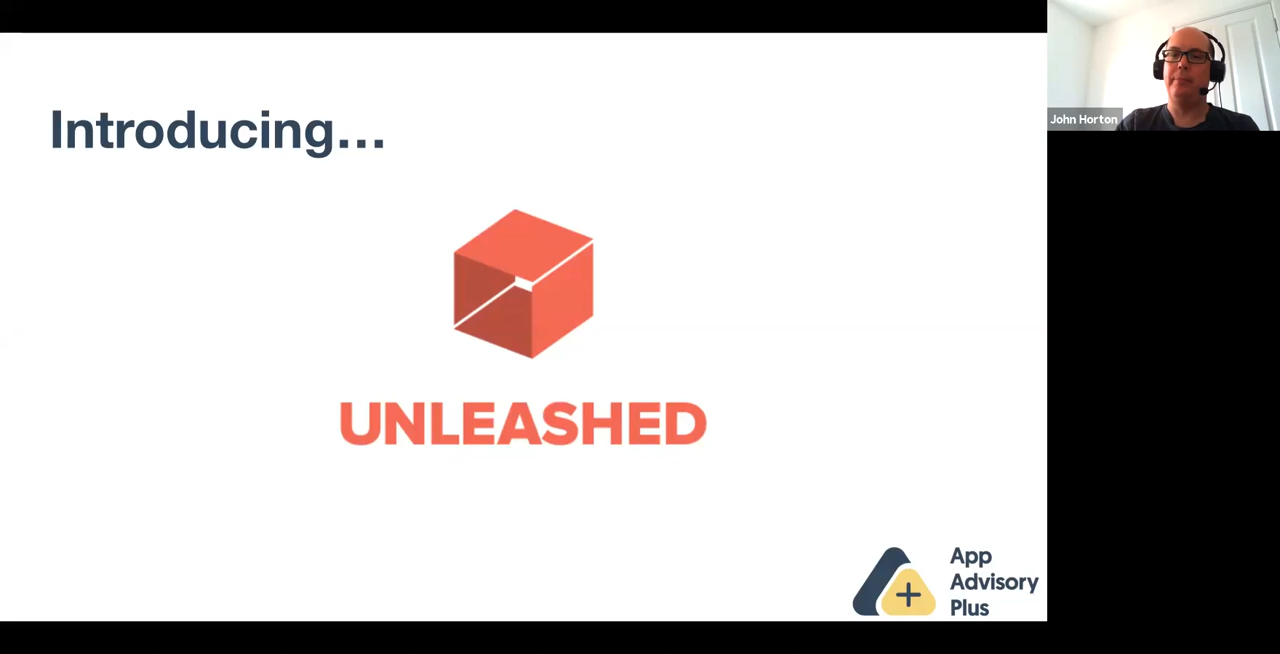 Introducing...
UNLEASHED
App
Advisory
Plus
John Horton